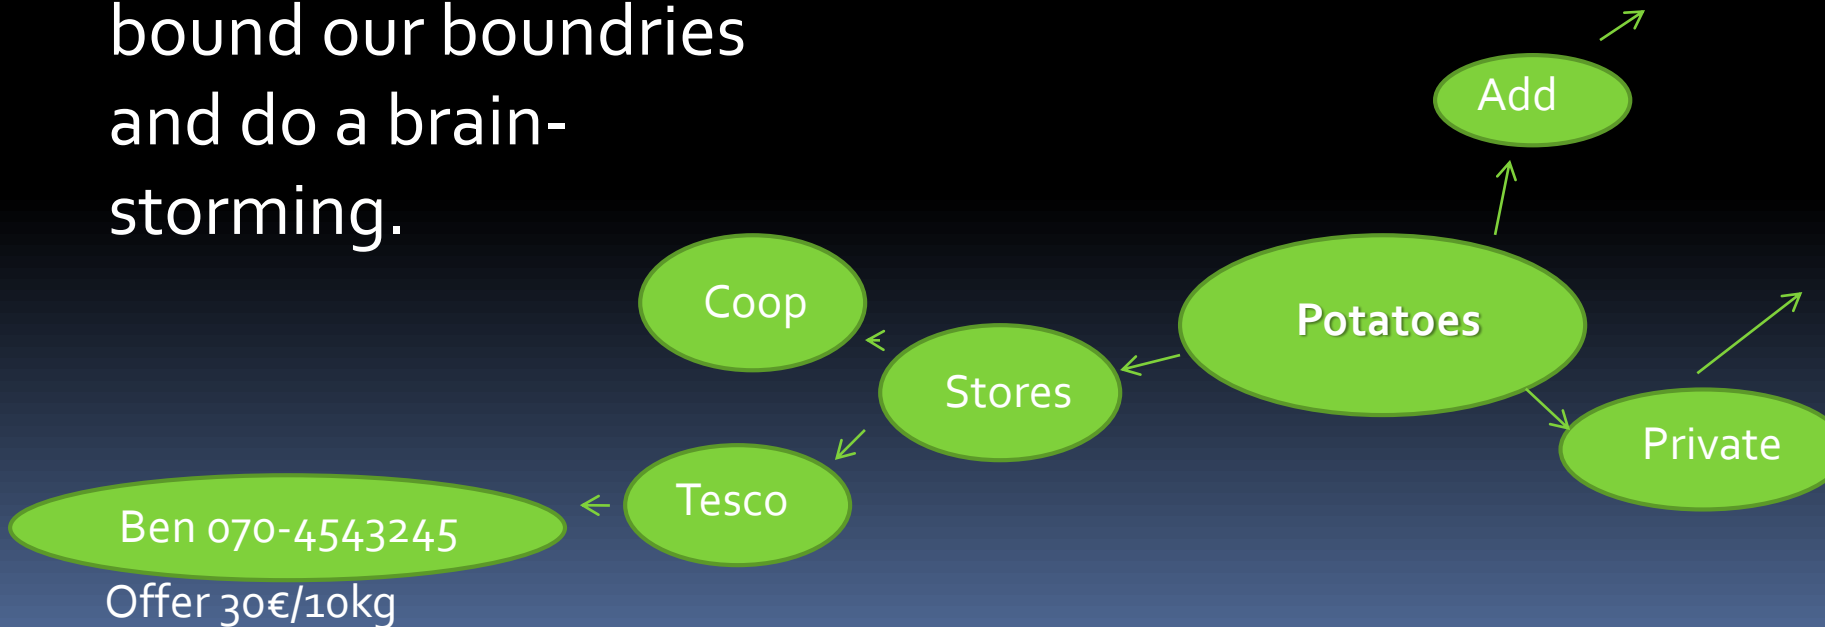 bound our boundries
and do a brain-
storming.
Add
Coop
Potatoes
Stores
Private
Tesco
Ben 070-4543245
Offer 30€/10kg